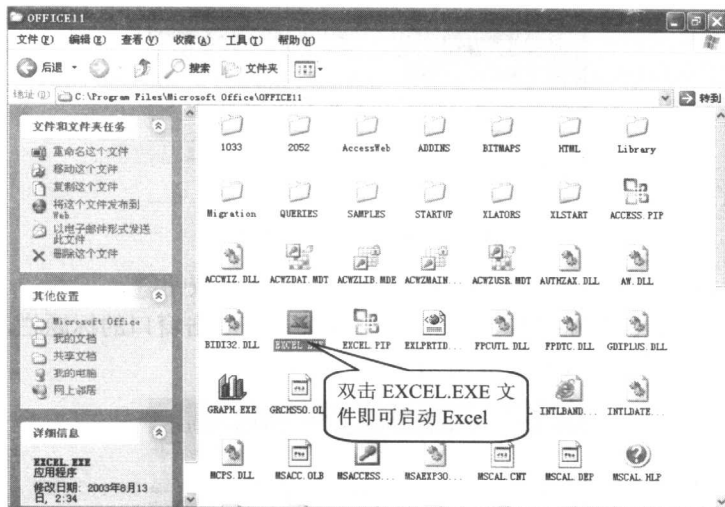 OFFICE11
文件(F) 编辑(E) 查看(V) 收藏(A) 工具(T) 帮助(H)
后退 搜索 文件夹
地址(D) C:\Program Files\Microsoft Office\OFFICE11 转到
文件和文件夹任务
重命名这个文件
移动这个文件
复制这个文件
将这个文件发布到
Web
以电子邮件形式发送
此文件
删除这个文件
其他位置
Microsoft Office
我的文档
共享文档
我的电脑
网上邻居
详细信息
EXCEL.EXE
应用程序
修改日期: 2003年8月13
日, 2:34
1033 2052 AccessWeb ADDINS BITMAPS HTML Library
Migration QUERIES SAMPLES STARTUP XLATORS XLSTART ACCESS.PIP
ACCWIZ.DLL ACWZDAT.MDT ACWZLIB.MDE ACWZMAIN... ACWZUSR.MDT AUTHZAX.DLL AW.DLL
BIDI32.DLL EXCEL.EXE EXCEL.PIP EXLPRTID... FPCUTL.DLL FPDTC.DLL GDIPLUS.DLL
GRAPH.EXE GRCHS50.OL INTLBAND... INTLDATE...
MCPS.DLL MSACC.OLB MSACCESS... MSAEXP30... MSCAL.CNT MSCAL.DEP MSCAL.HLP
双击 EXCEL.EXE 文
件即可启动 Excel